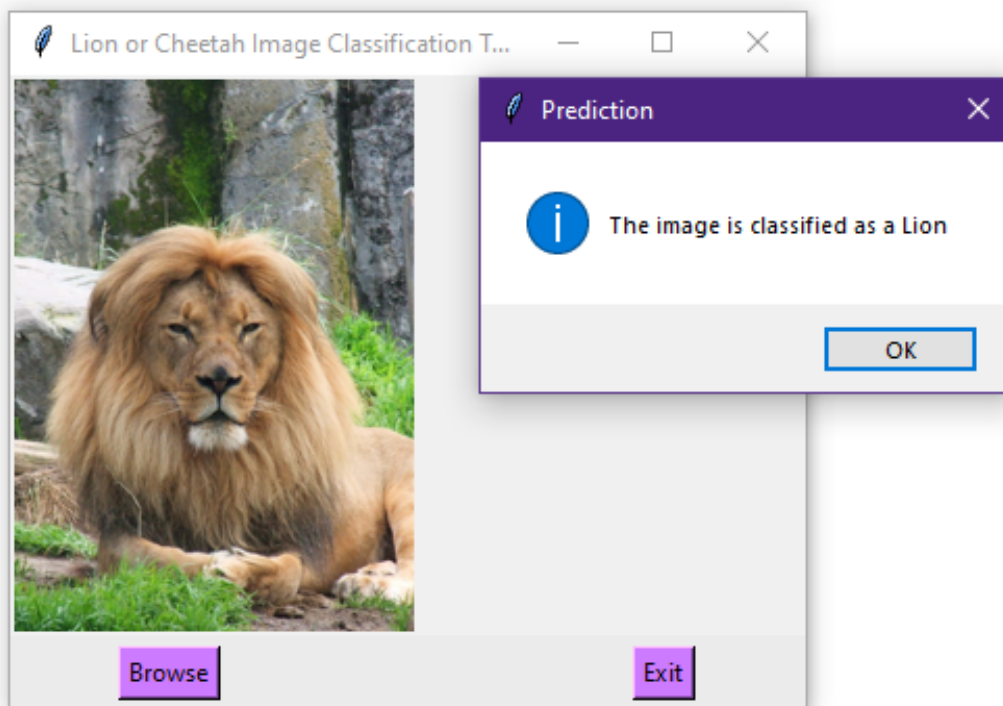 Lion or Cheetah Image Classification T...
Prediction
The image is classified as a Lion
OK
Browse
Exit